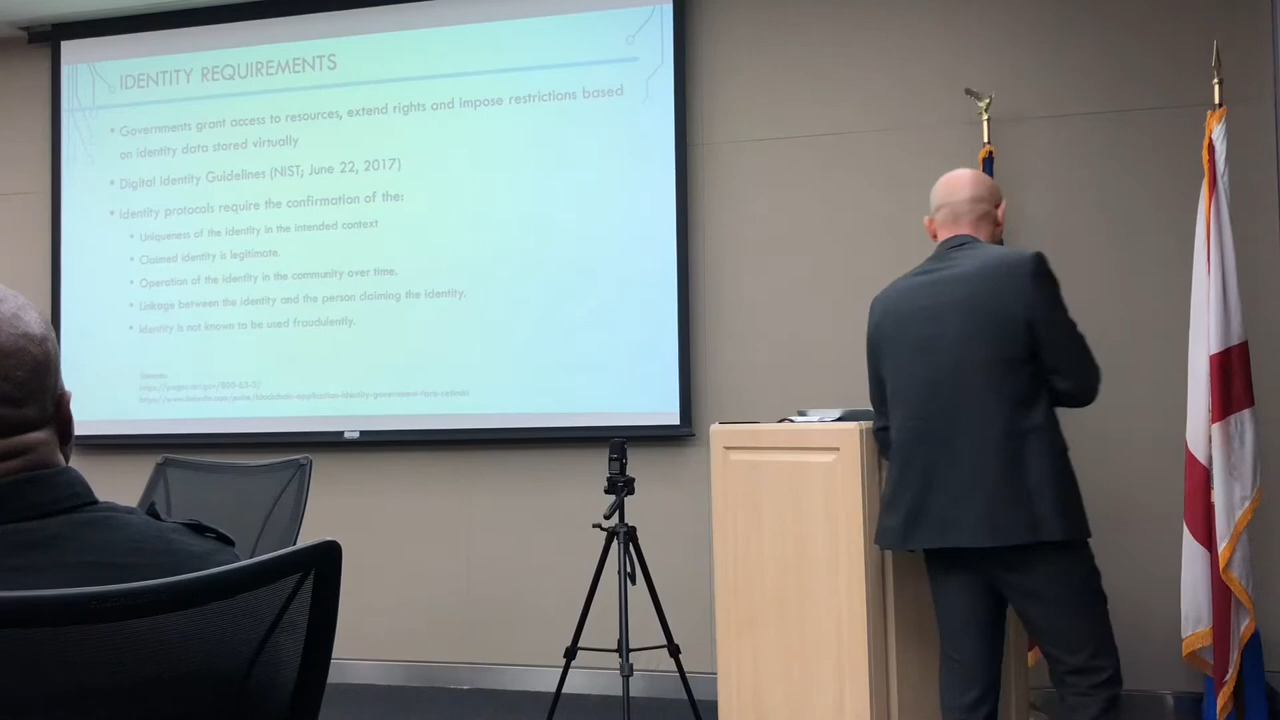 IDENTITY REQUIREMENTS
• Governments grant access to resources, extend rights and impose restrictions based
on identity data stored virtually
• Digital Identity Guidelines (NIST; June 22, 2017)
• Identity protocols require the confirmation of the:
• Uniqueness of the identity in the intended context
• Claimed identity is legitimate.
• Operation of the identity in the community over time.
• Linkage between the identity and the person claiming the identity.
• Identity is not known to be used fraudulently.
Sources: